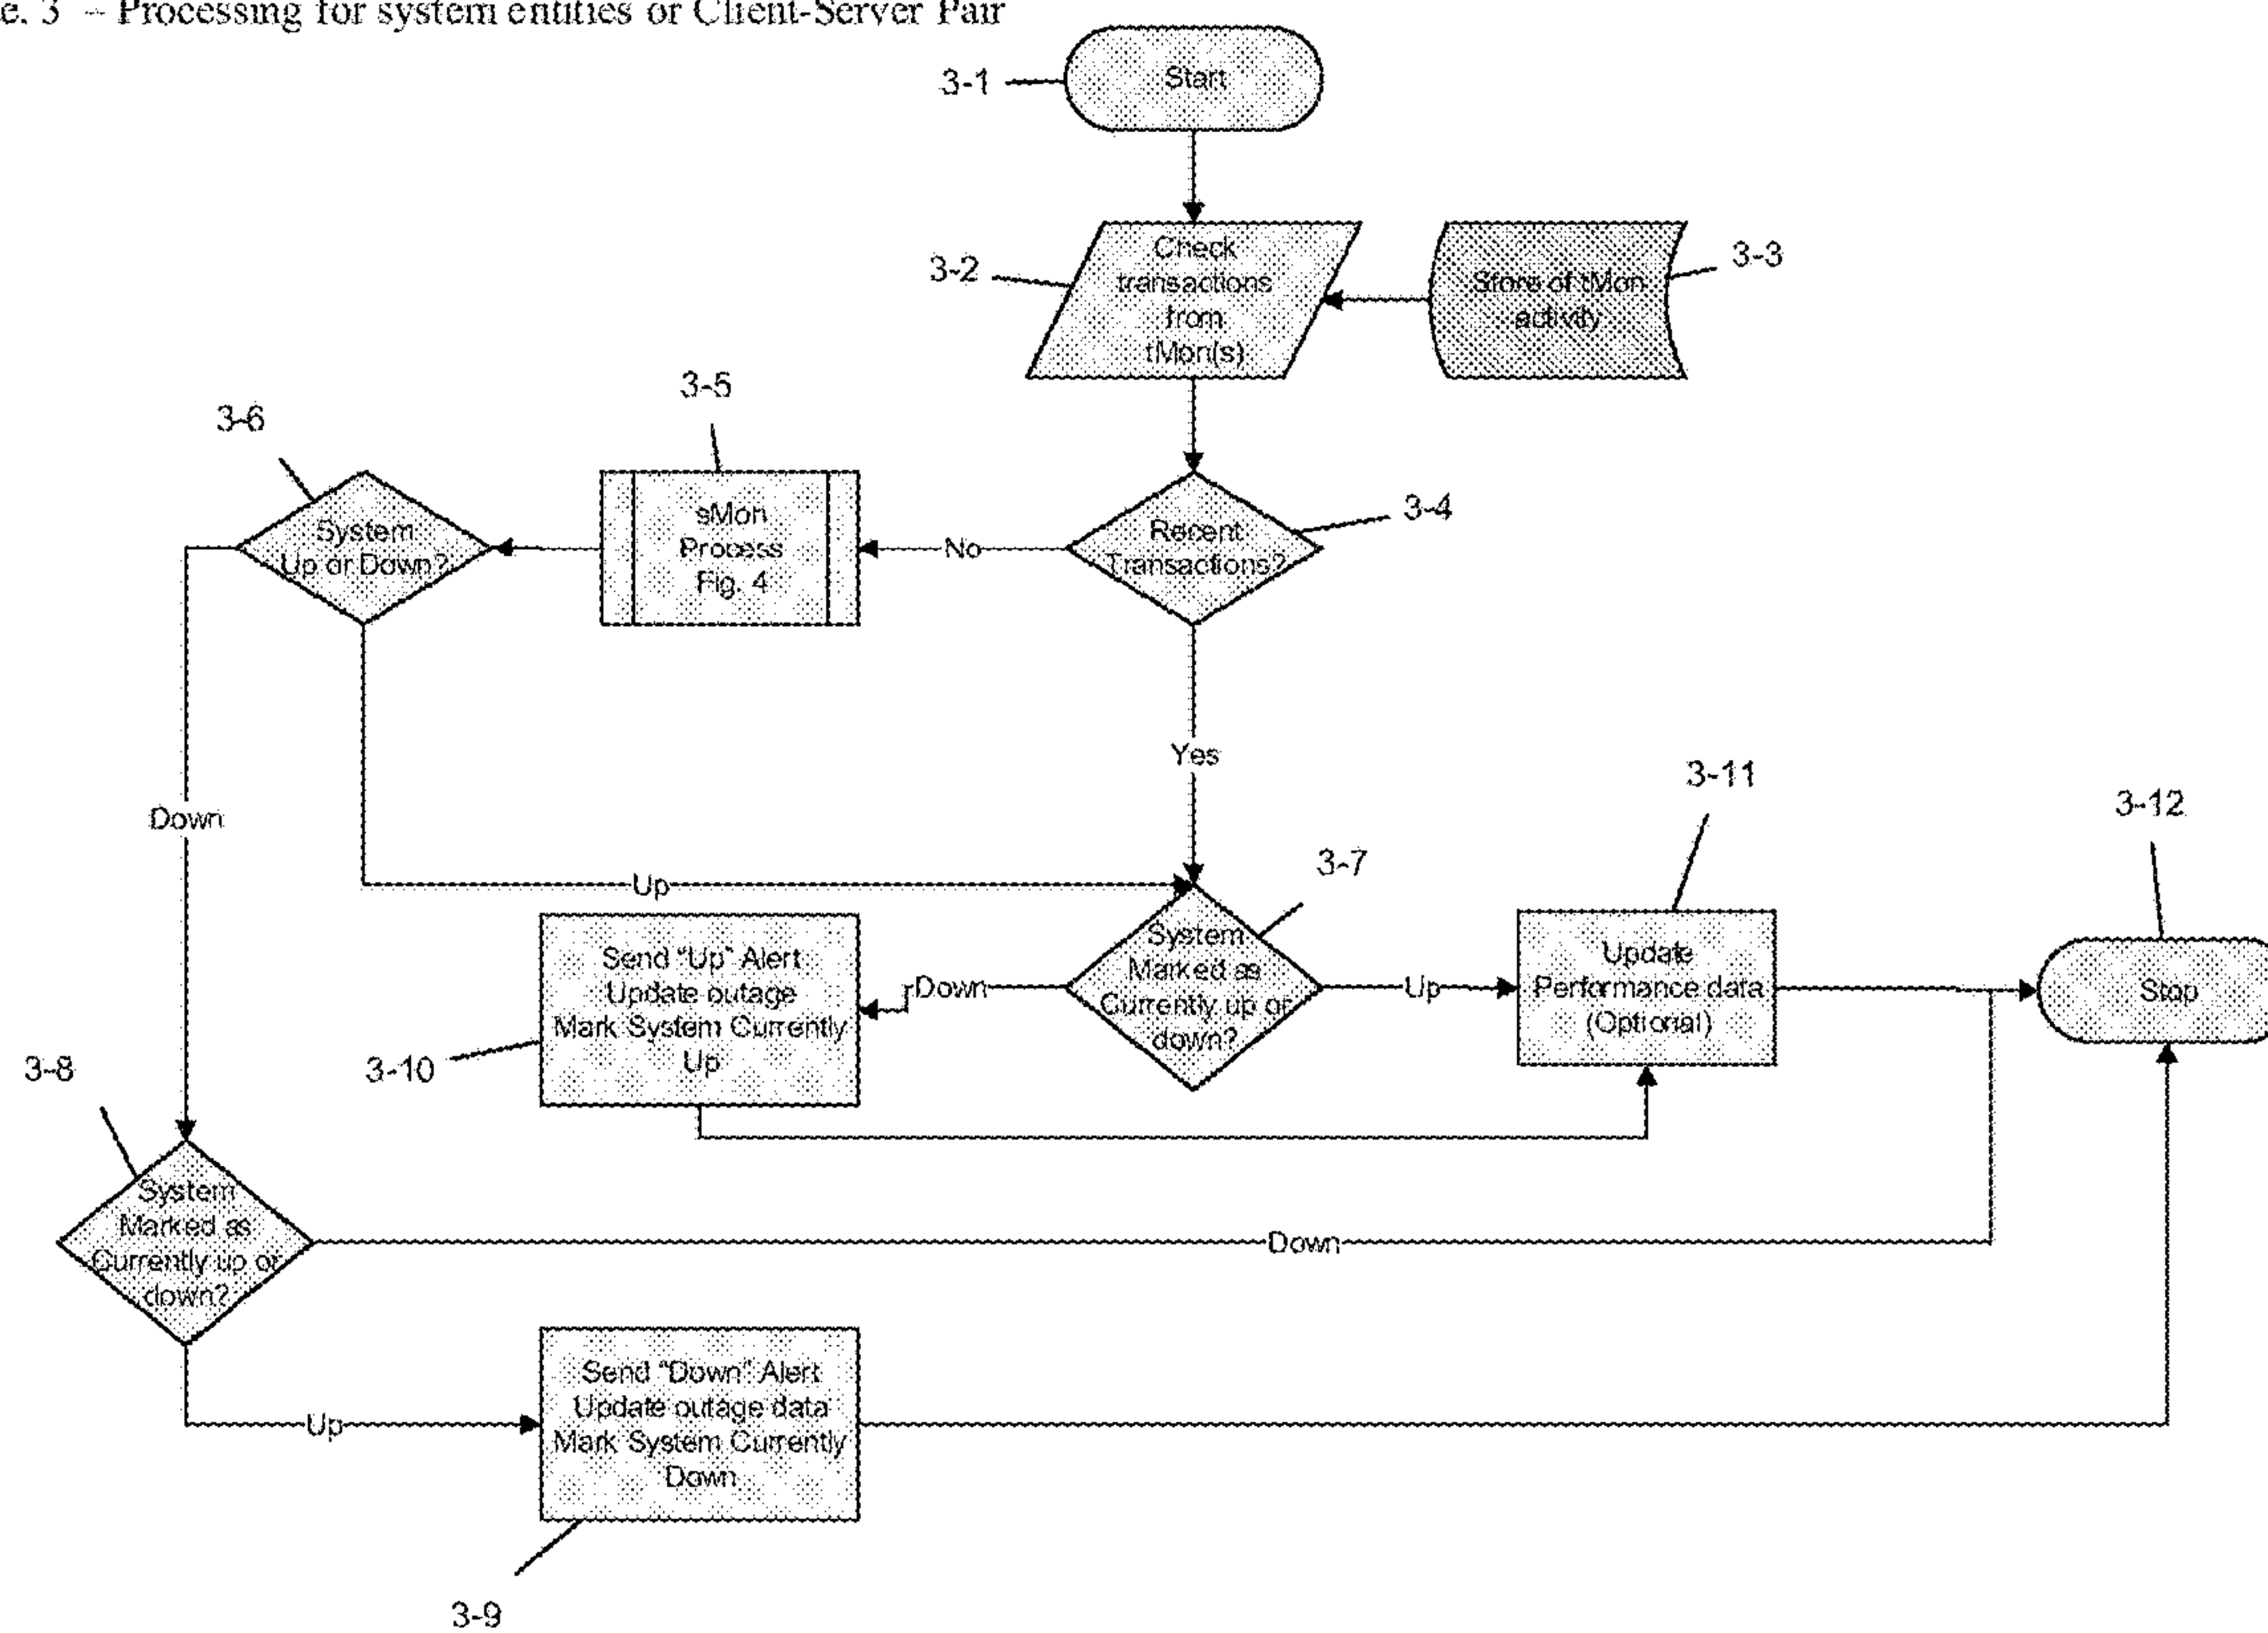 e. 3 – Processing for system entities or Client-Server Pair
3-1
Start
3-2
Check
transactions
from
tMon(s)
Store of tMon
activity
3-3
3-6
3-5
System
Up or Down?
sMon
Process
Fig. 4
No
Recent
Transactions?
3-4
Down
Yes
Up
3-7
3-11
3-12
Send "Up" Alert
Update outage
Mark System Currently
Up
3-10
Down
System
Marked as
Currently up or
down?
Up
Update
Performance data
(Optional)
Stop
3-8
System
Marked as
Currently up or
down?
Down
Up
Send "Down" Alert
Update outage data
Mark System Currently
Down
3-9